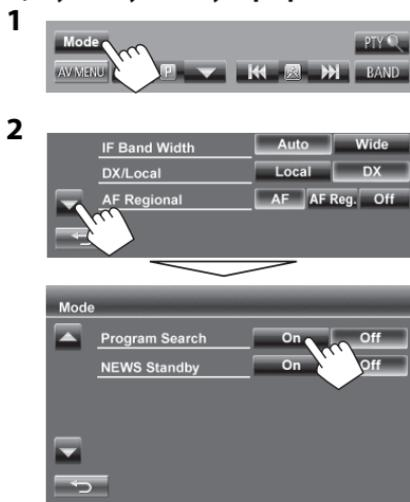 1
Mode PTY
AV MENU P BAND
2
IF Band Width Auto Wide
DX/Local Local DX
AF Regional AF AF Reg. Off
Mode
Program Search On Off
NEWS Standby On Off